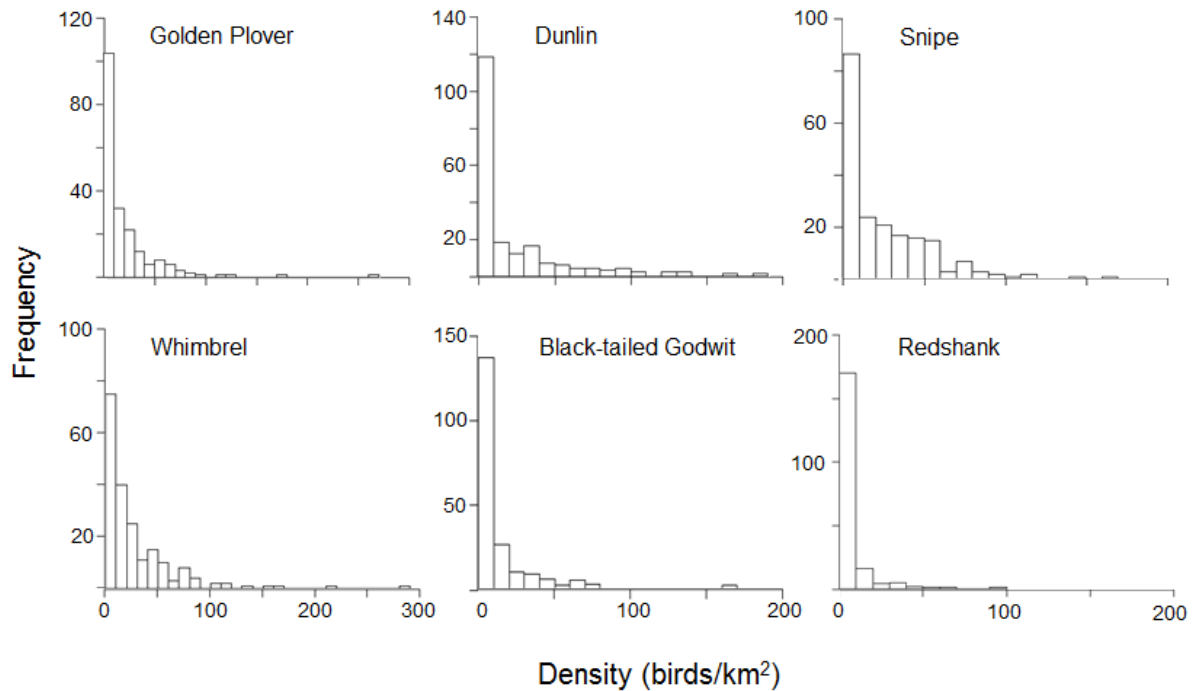 Frequency
Golden Plover
120
80
40
Dunlin
140
100
60
20
Snipe
100
60
20
Whimbrel
100
60
20
0 100 200 300
Black-tailed Godwit
150
100
50
0 100 200
Redshank
200
100
0 100 200
Density (birds/km²)